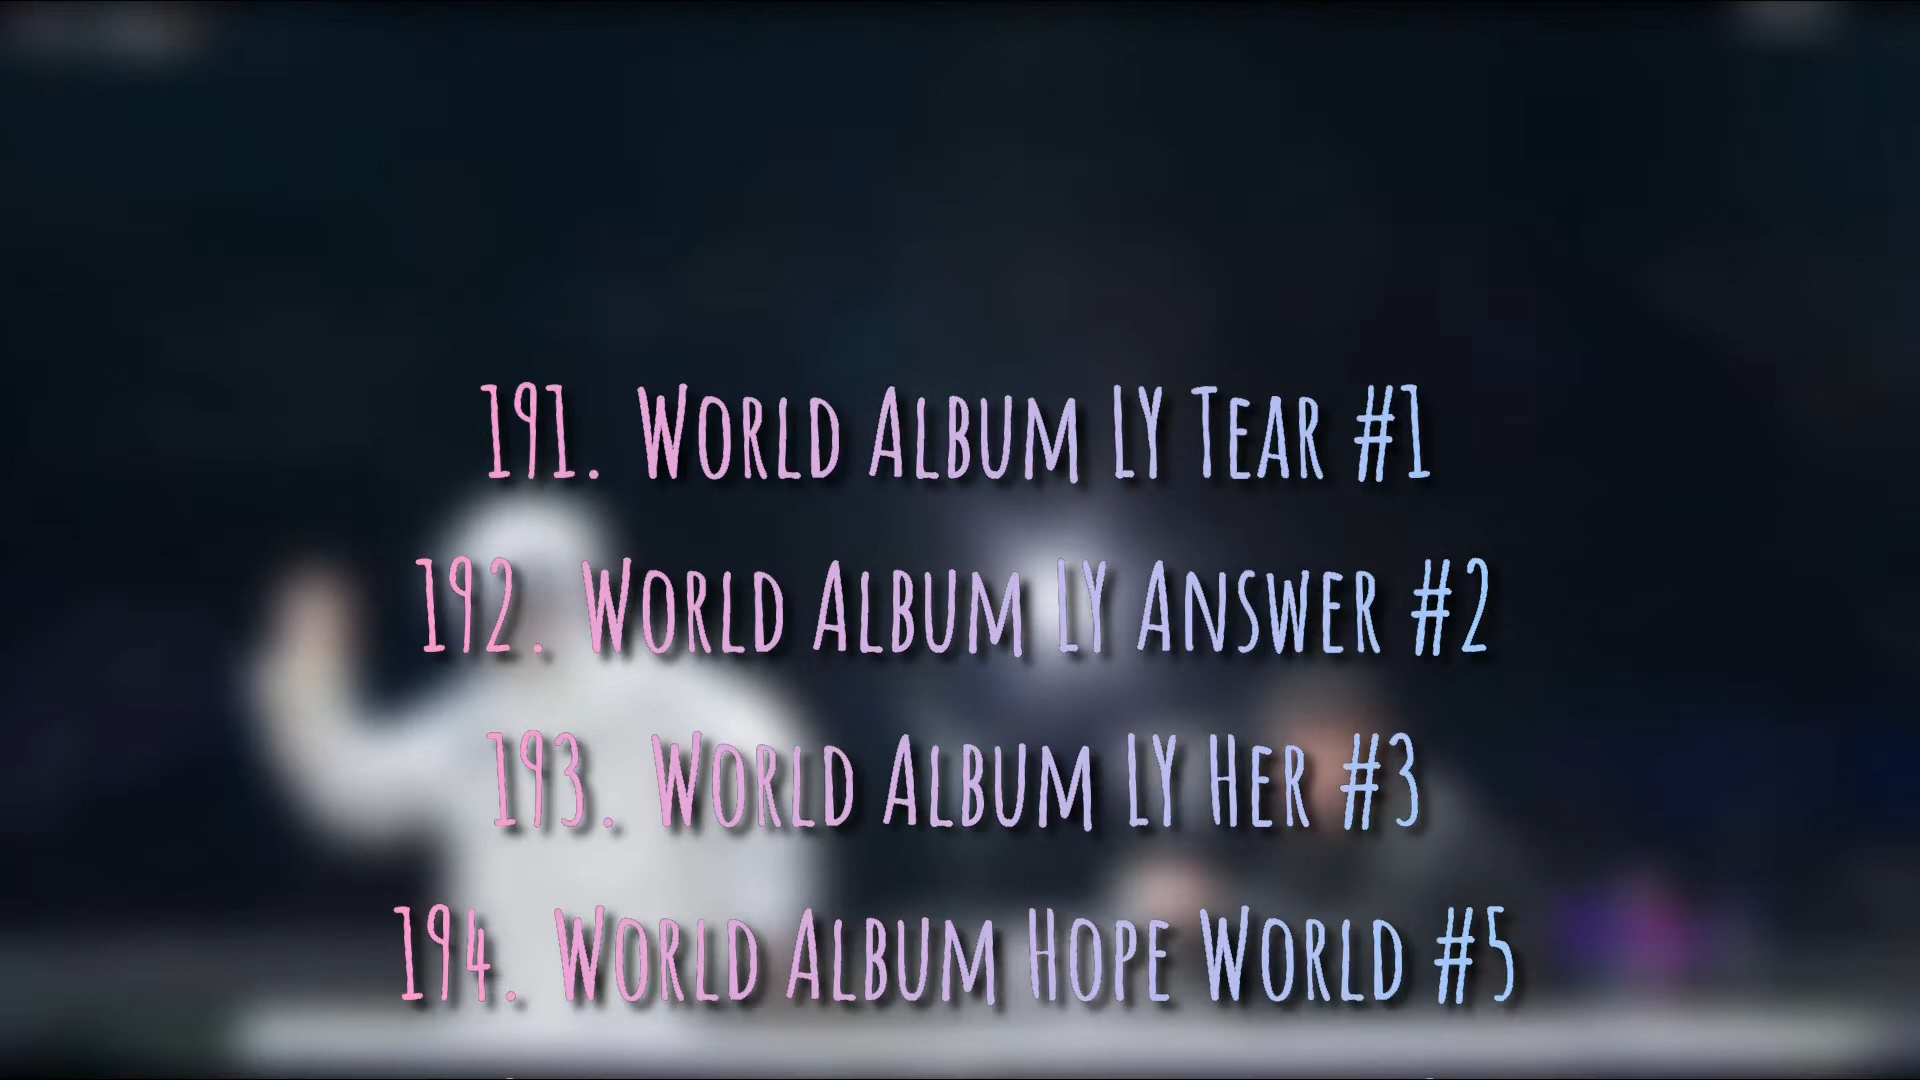 191. World Album LY Tear #1
192. World Album LY Answer #2
193. World Album LY Her #3
194. World Album Hope World #5